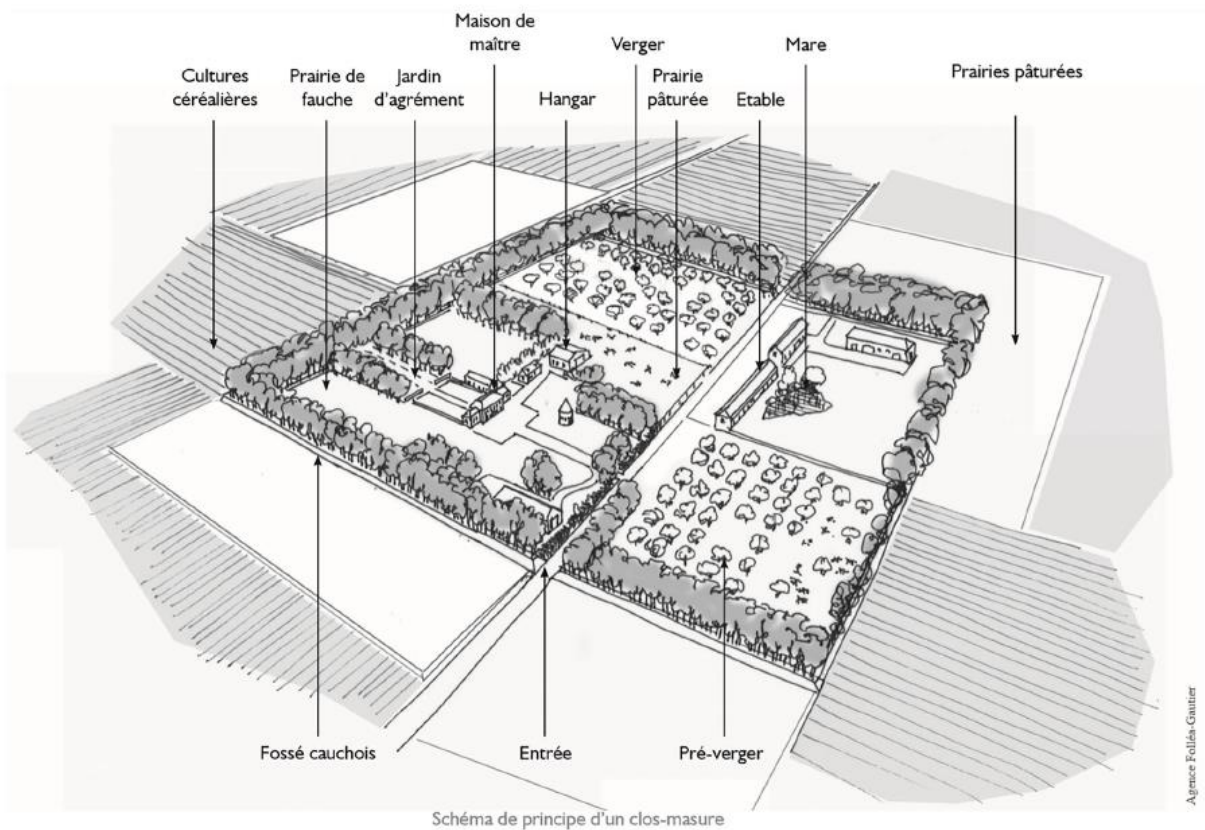 Maison de
maître
Verger
Mare
Cultures
céréalières
Prairie de
fauche
Jardin
d'agrément
Hangar
Prairie
pâturée
Etable
Prairies pâturées
Fossé cauchois
Entrée
Pré-verger
Agence Folléa-Gautier
Schéma de principe d'un clos-masure